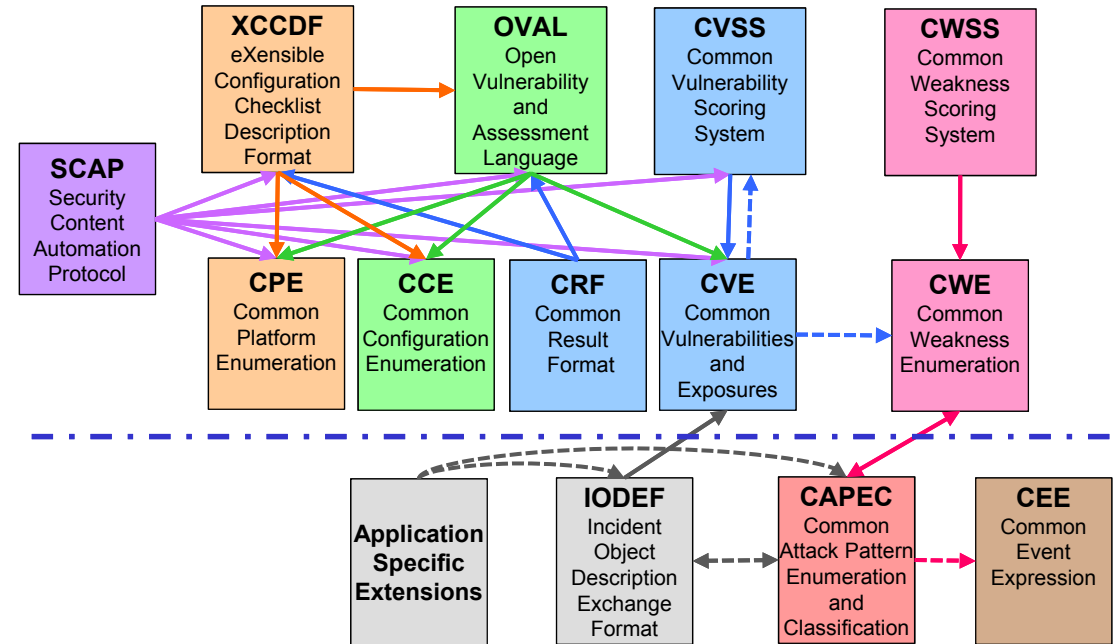 XCCDF
eXensible
Configuration
Checklist
Description
Format
OVAL
Open
Vulnerability
and
Assessment
Language
CVSS
Common
Vulnerability
Scoring
System
CWSS
Common
Weakness
Scoring
System
SCAP
Security
Content
Automation
Protocol
CPE
Common
Platform
Enumeration
CCE
Common
Configuration
Enumeration
CRF
Common
Result
Format
CVE
Common
Vulnerabilities
and
Exposures
CWE
Common
Weakness
Enumeration
Application
Specific
Extensions
IODEF
Incident
Object
Description
Exchange
Format
CAPEC
Common
Attack Pattern
Enumeration
and
Classification
CEE
Common
Event
Expression